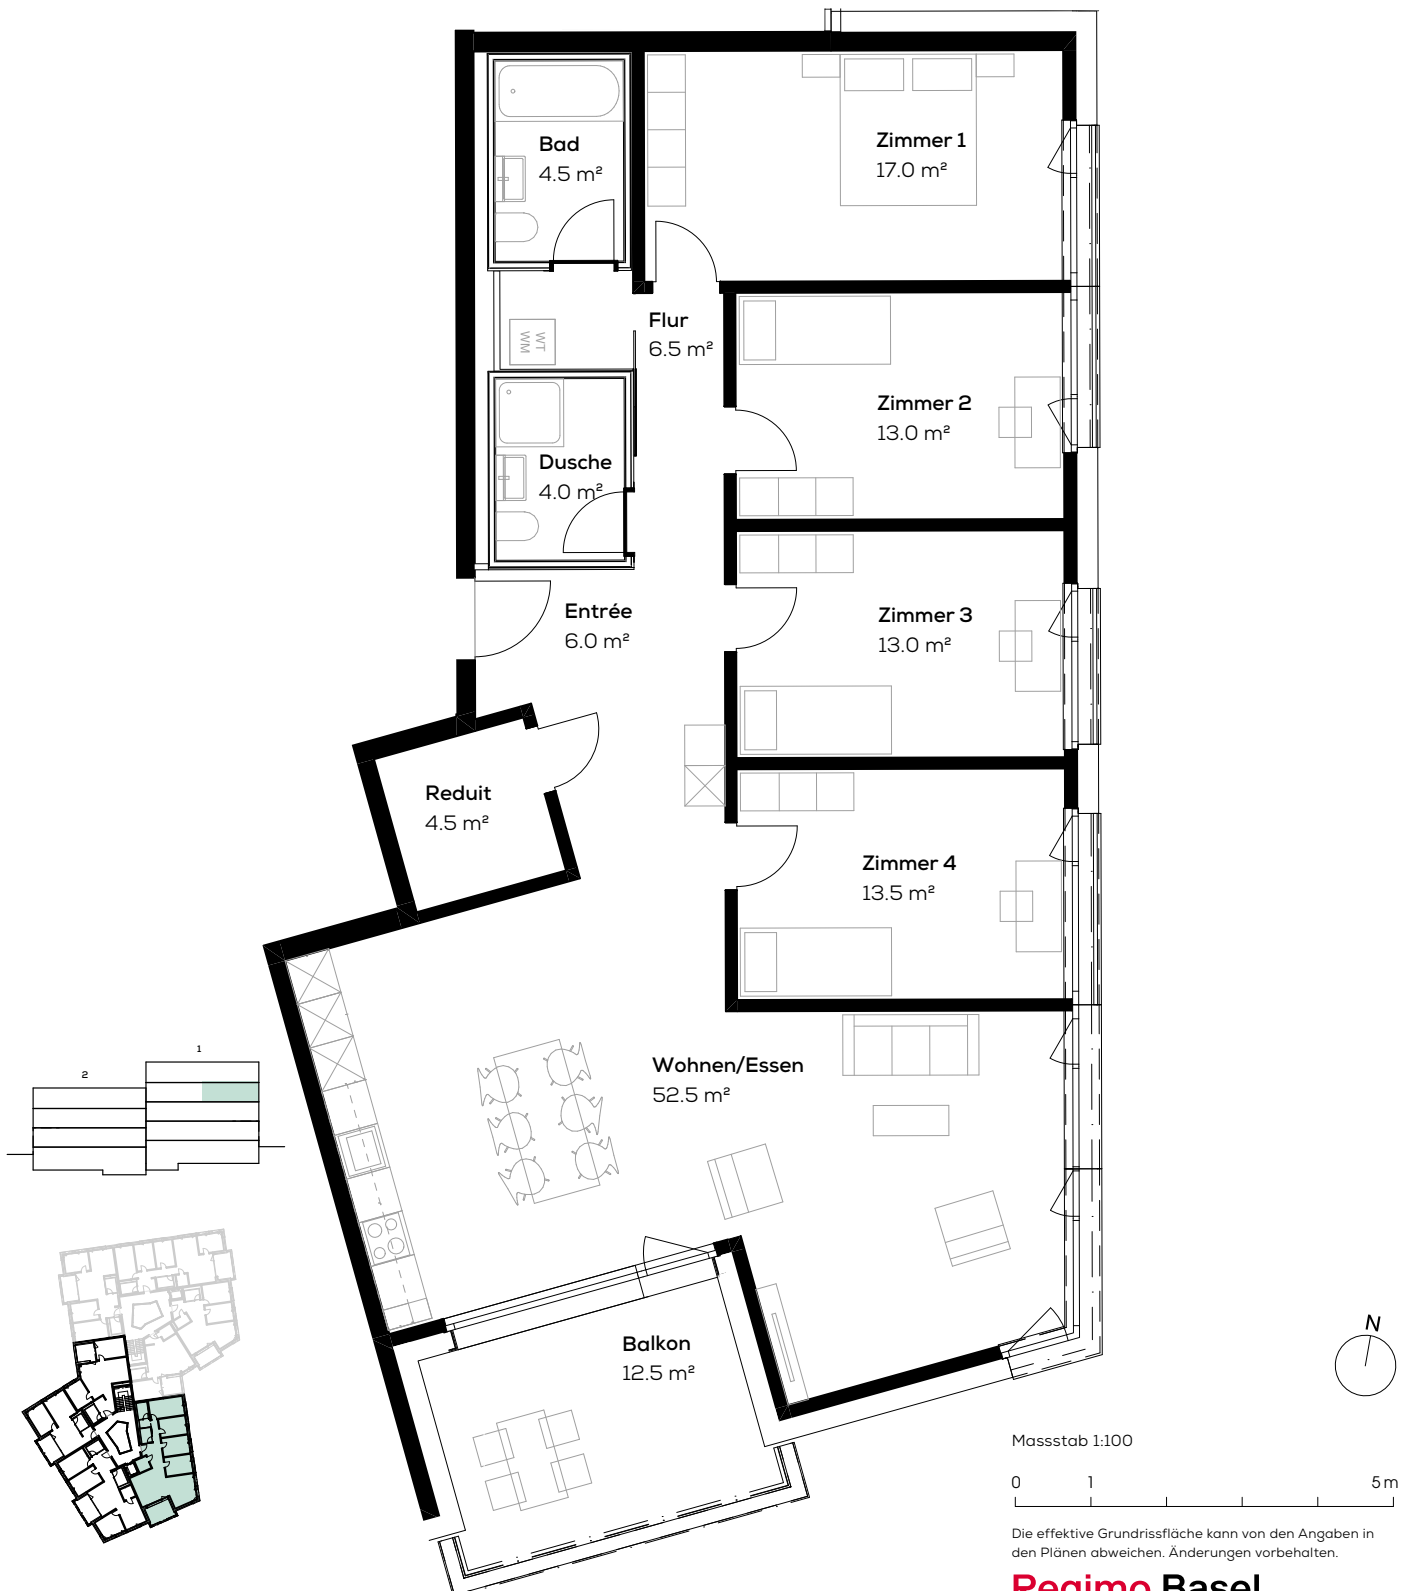 Bad
4.5 m²
Zimmer 1
17.0 m²
Flur
6.5 m²
WT
WM
Zimmer 2
13.0 m²
Dusche
4.0 m²
Entrée
6.0 m²
Zimmer 3
13.0 m²
Reduit
4.5 m²
Zimmer 4
13.5 m²
Wohnen/Essen
52.5 m²
1
2
Balkon
12.5 m²
N
Massstab 1:100
0 1 5 m
Die effektive Grundrissfläche kann von den Angaben in
den Plänen abweichen. Änderungen vorbehalten.
Regimo Basel